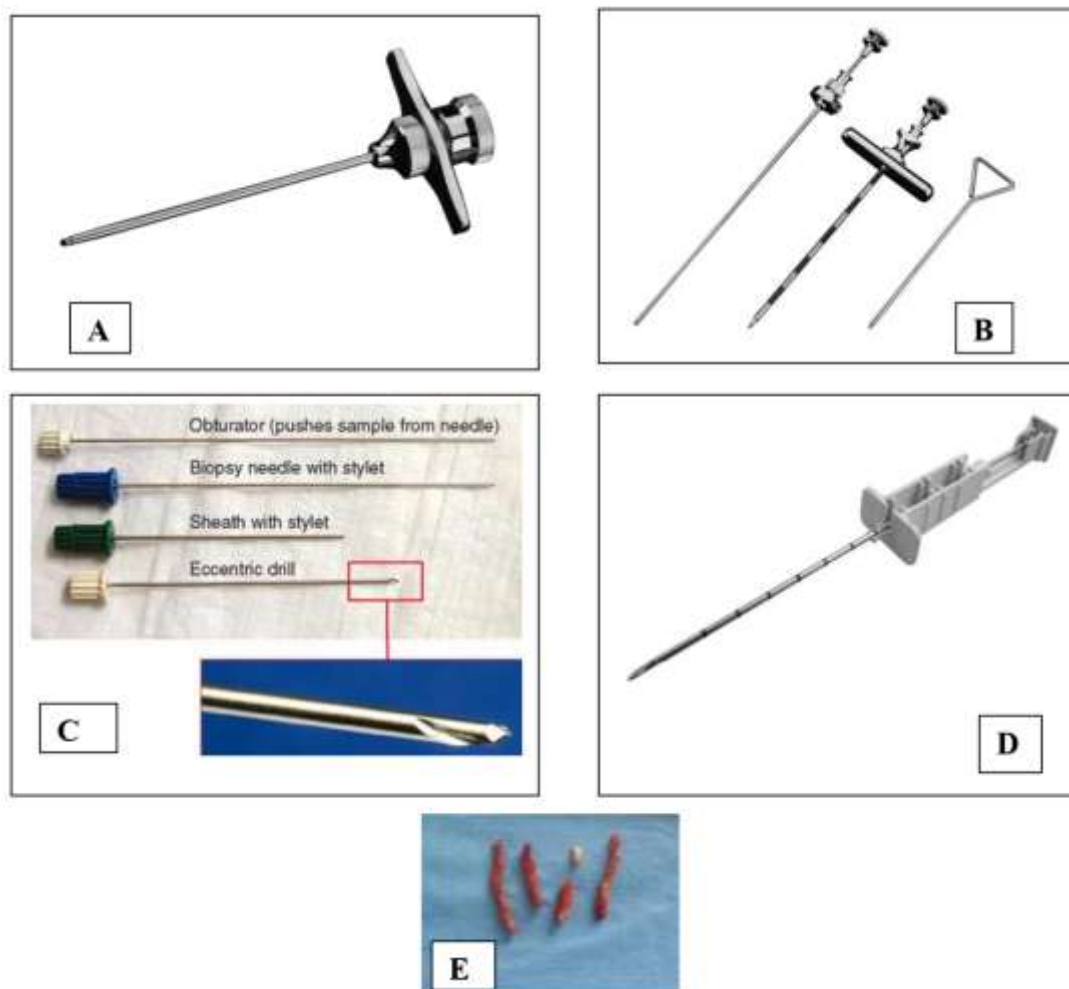 A
B
Obturator (pushes sample from needle)
Biopsy needle with stylet
Sheath with stylet
Eccentric drill
C
D
E